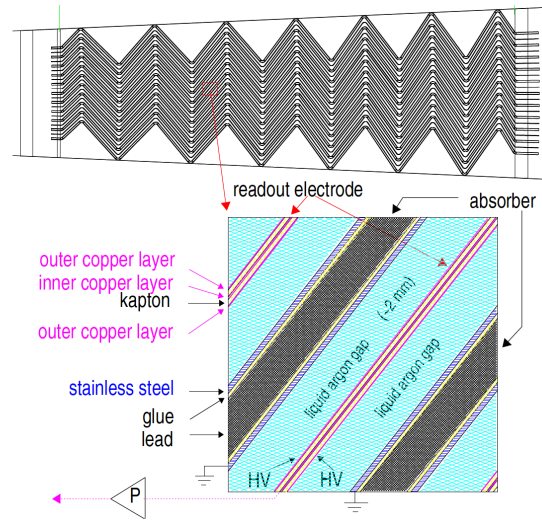 readout electrode
absorber
outer copper layer
inner copper layer
kapton
outer copper layer
(~2 mm)
liquid argon gap
liquid argon gap
stainless steel
glue
lead
HV
HV
P